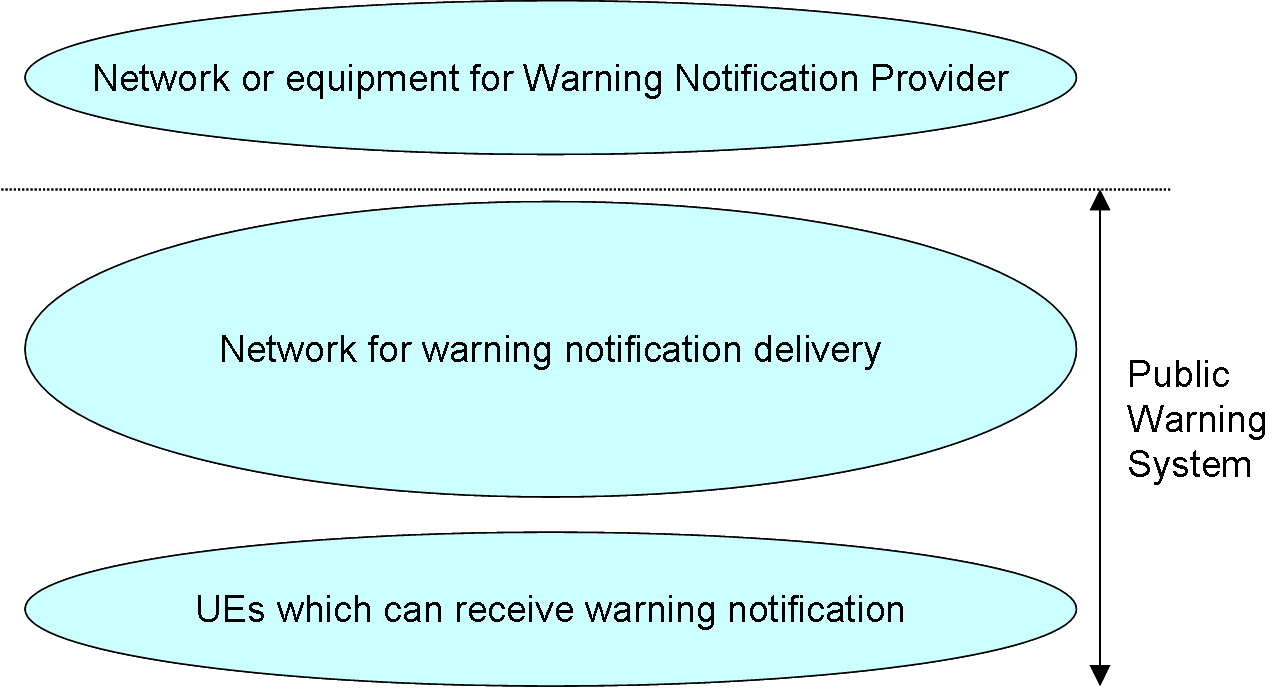 Network or equipment for Warning Notification Provider
Network for warning notification delivery
Public
Warning
System
UEs which can receive warning notification